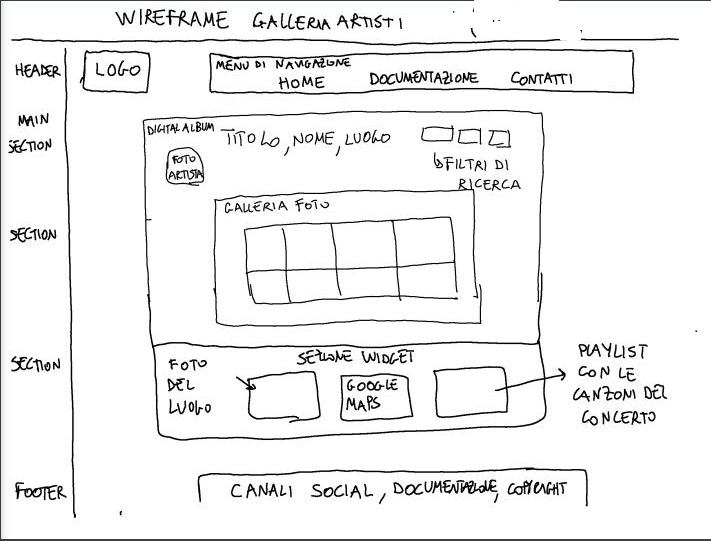 WIREFRAME GALLERIA ARTISTI
HEADER
LOGO
MENU DI NAVIGAZIONE
HOME DOCUMENTAZIONE CONTATTI
MAIN
SECTION
DIGITAL ALBUM
TITOLO, NOME, LUOGO
FOTO
ARTISTA
FILTRI DI
RICERCA
SECTION
GALLERIA FOTO
SECTION
SEZIONE WIDGET
FOTO
DEL
LUOGO
GOOGLE
MAPS
PLAYLIST
CON LE
CANZONI DEL
CONCERTO
FOOTER
CANALI SOCIAL, DOCUMENTAZIONE, COPYRIGHT